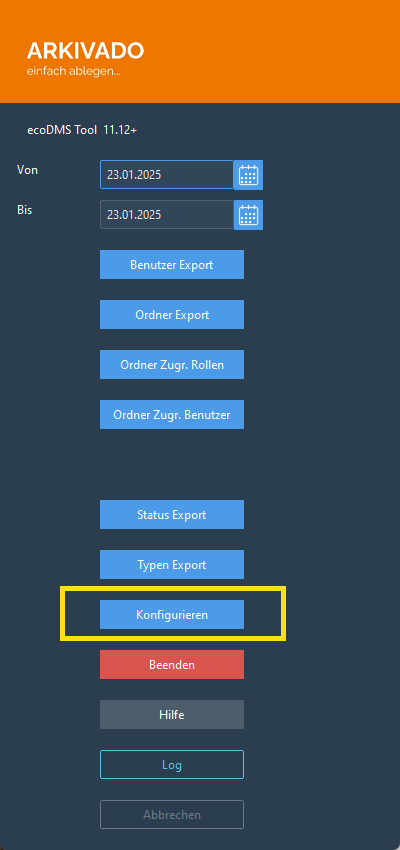 ARKIVADO
einfach ablegen...
ecoDMS Tool 11.12+
Von 23.01.2025
Bis 23.01.2025
Benutzer Export
Ordner Export
Ordner Zugr. Rollen
Ordner Zugr. Benutzer
Status Export
Typen Export
Konfigurieren
Beenden
Hilfe
Log
Abbrechen